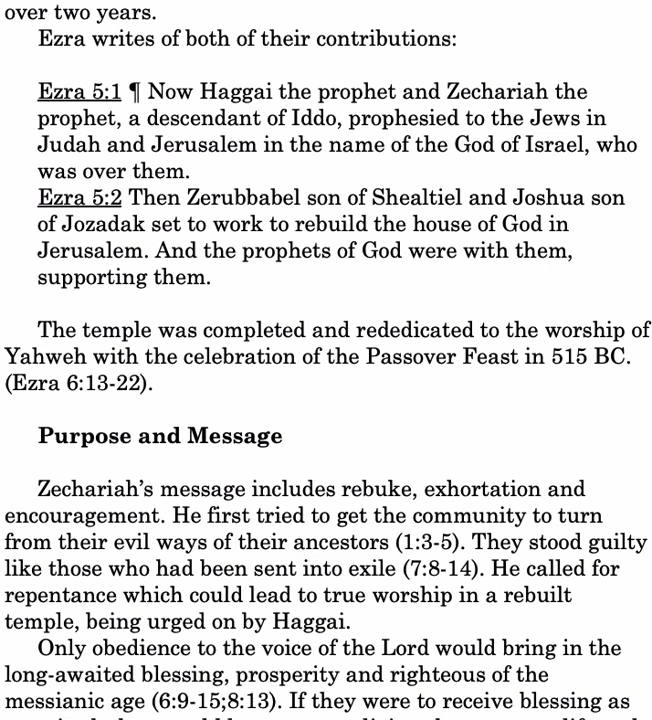 over two years.
Ezra writes of both of their contributions:
Ezra 5:1 ¶ Now Haggai the prophet and Zechariah the
prophet, a descendant of Iddo, prophesied to the Jews in
Judah and Jerusalem in the name of the God of Israel, who
was over them.
Ezra 5:2 Then Zerubbabel son of Shealtiel and Joshua son
of Jozadak set to work to rebuild the house of God in
Jerusalem. And the prophets of God were with them,
supporting them.
The temple was completed and rededicated to the worship of
Yahweh with the celebration of the Passover Feast in 515 BC.
(Ezra 6:13-22).
Purpose and Message
Zechariah’s message includes rebuke, exhortation and
encouragement. He first tried to get the community to turn
from their evil ways of their ancestors (1:3-5). They stood guilty
like those who had been sent into exile (7:8-14). He called for
repentance which could lead to true worship in a rebuilt
temple, being urged on by Haggai.
Only obedience to the voice of the Lord would bring in the
long-awaited blessing, prosperity and righteous of the
messianic age (6:9-15;8:13). If they were to receive blessing as